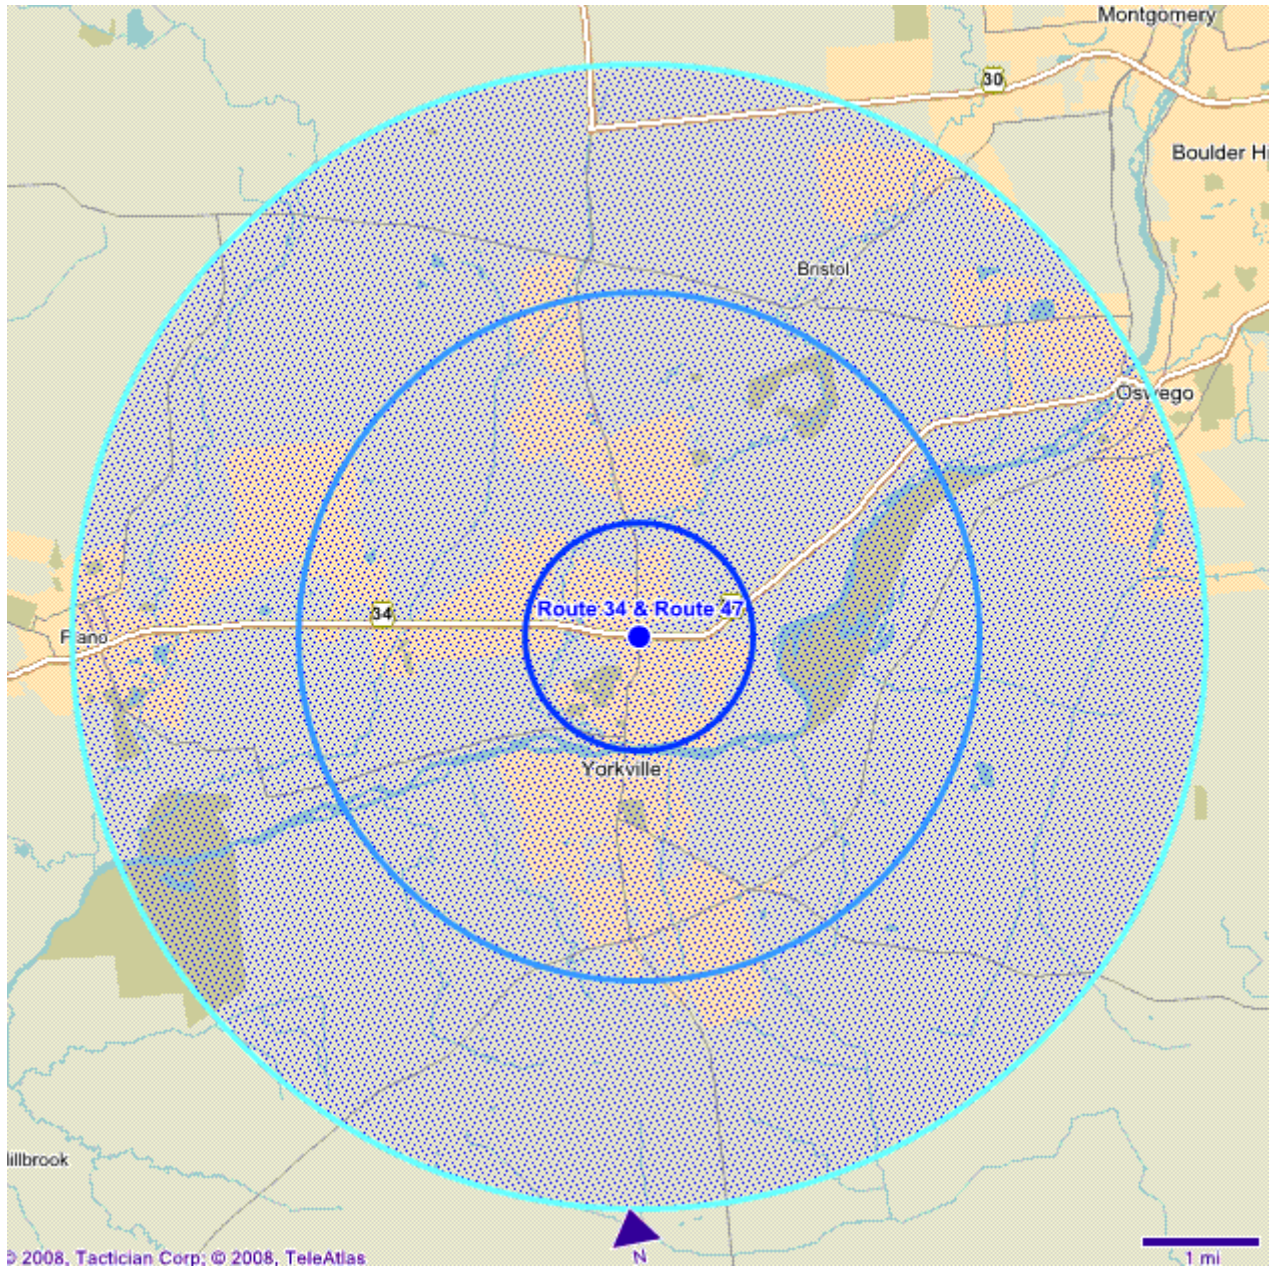 Montgomery
30
Boulder Hi
Bristol
Oswego
Route 34 & Route 47
34
Plano
Yorkville
illbrook
N
© 2008, Tactician Corp; © 2008, TeleAtlas
1 mi